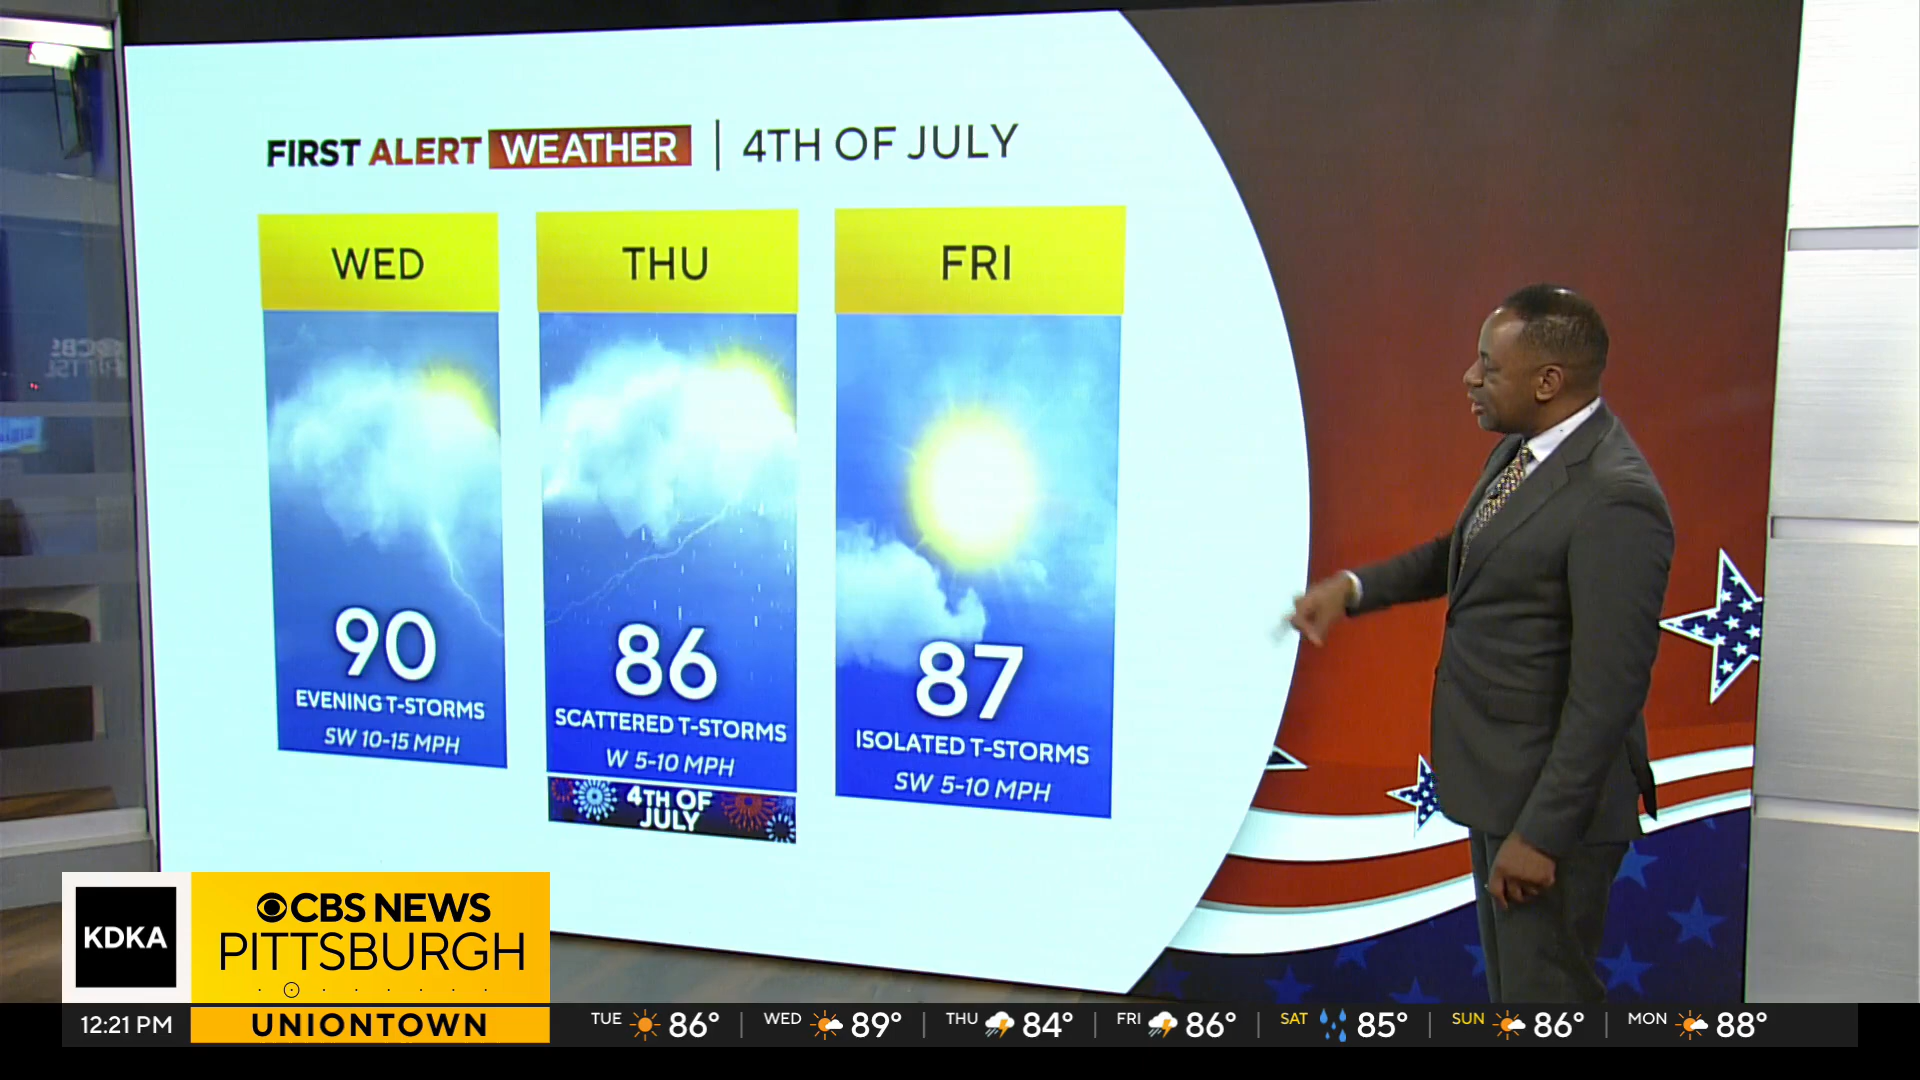 FIRST ALERT WEATHER | 4TH OF JULY
WED
90
EVENING T-STORMS
SW 10-15 MPH
THU
86
SCATTERED T-STORMS
W 5-10 MPH
4TH OF
JULY
FRI
87
ISOLATED T-STORMS
SW 5-10 MPH
KDKA
CBS NEWS
PITTSBURGH
12:21 PM
UNIONTOWN
TUE 86° | WED 89° | THU 84° | FRI 86° | SAT 85° | SUN 86° | MON 88°